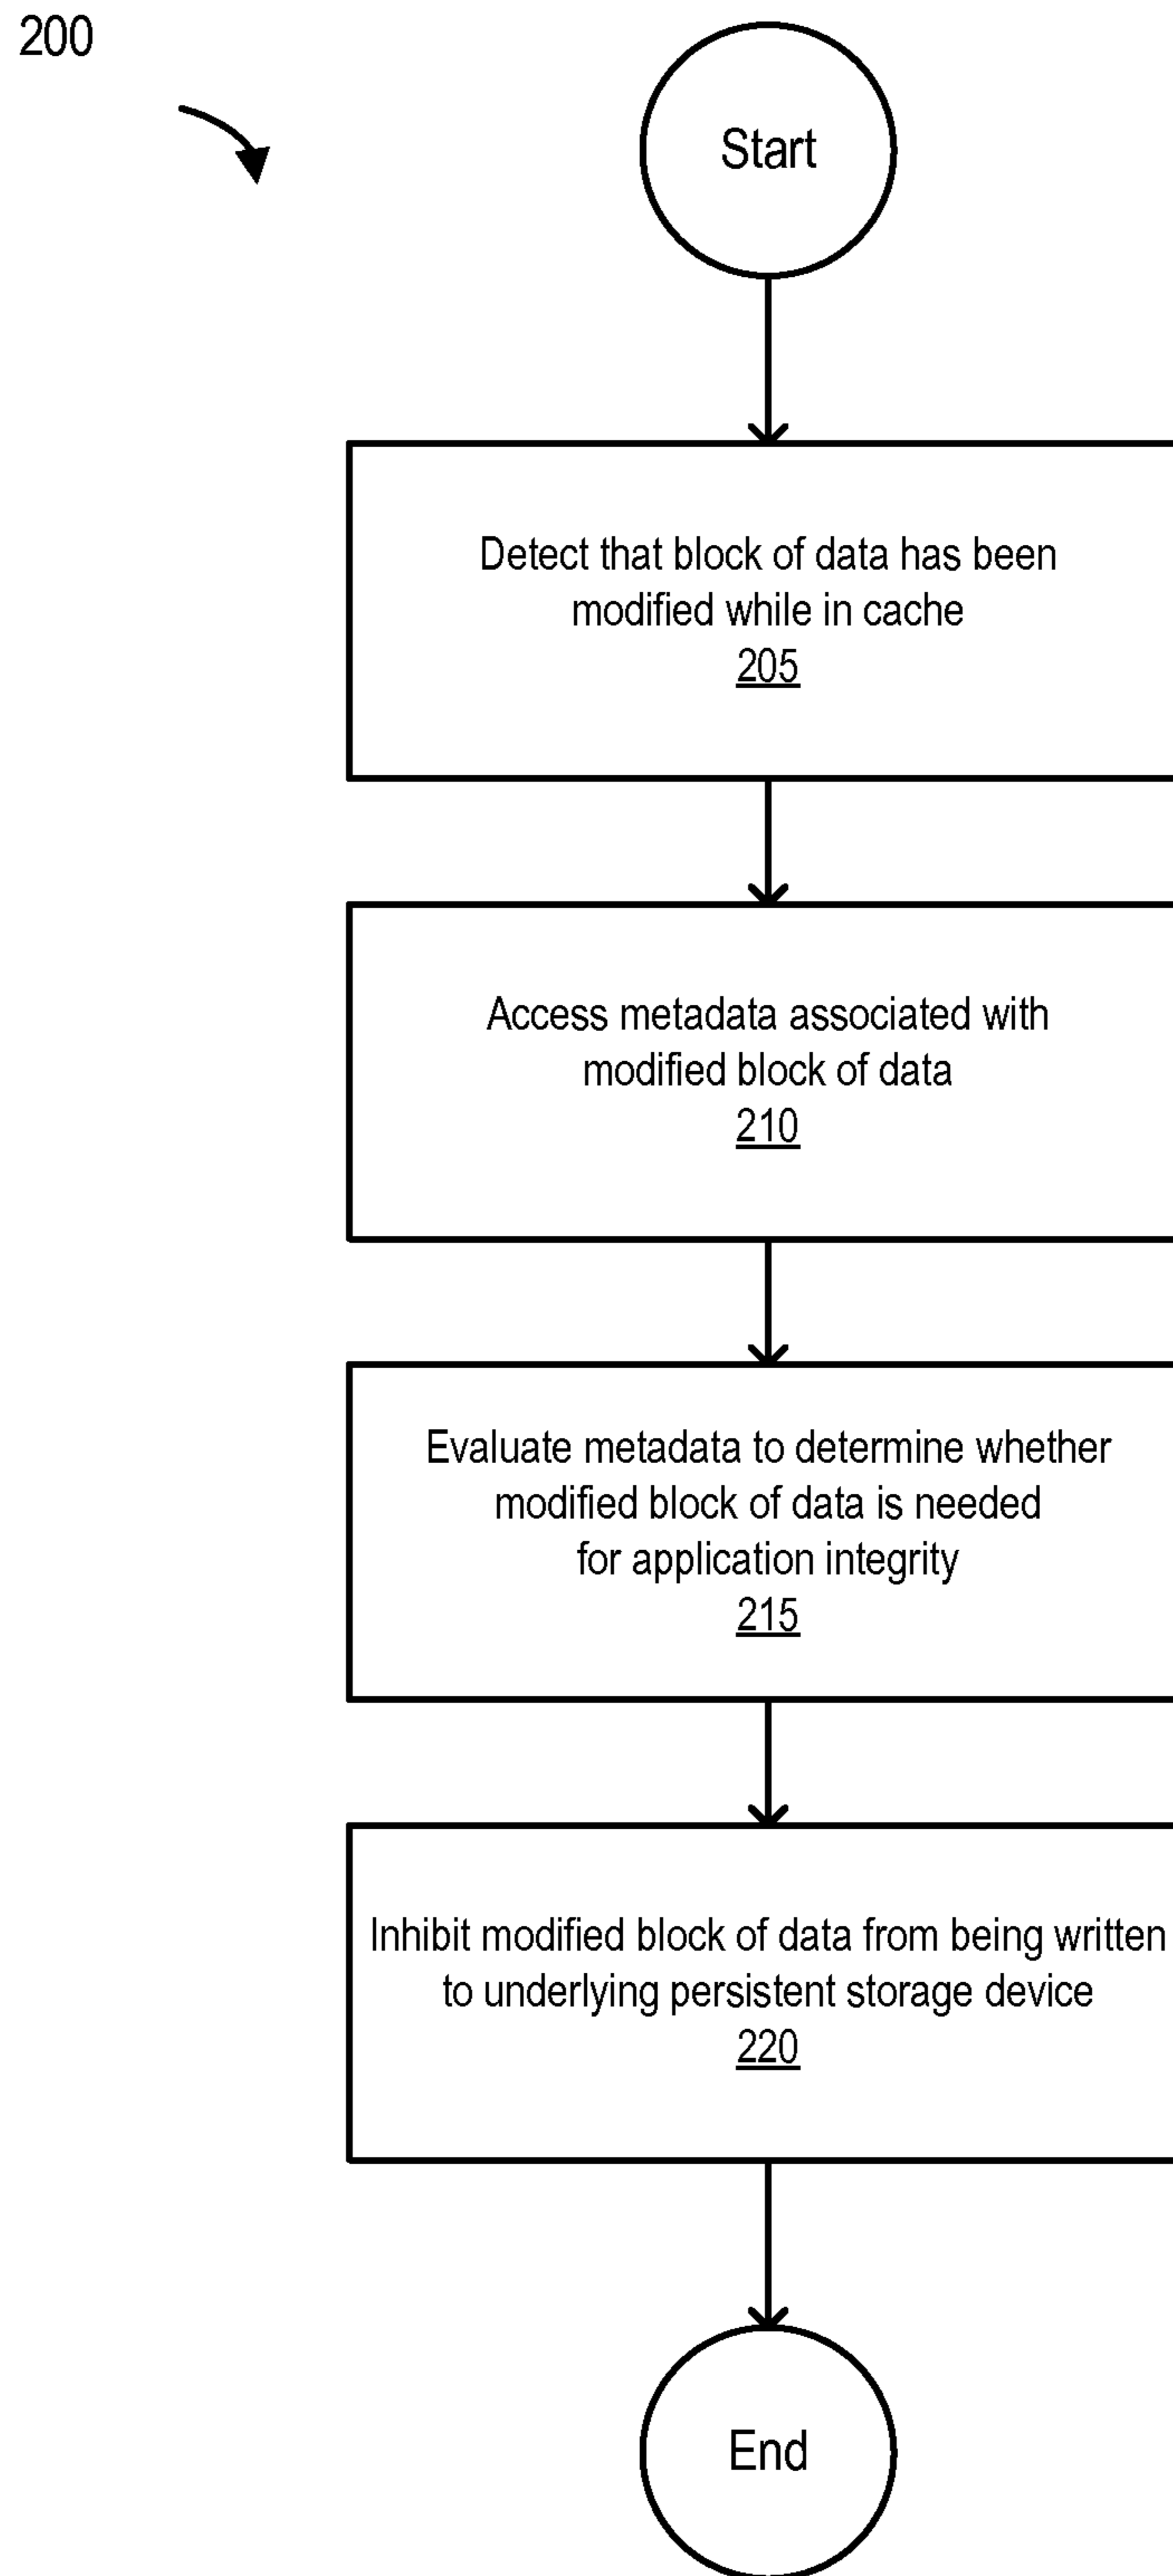 200
Start
Detect that block of data has been
modified while in cache
205
Access metadata associated with
modified block of data
210
Evaluate metadata to determine whether
modified block of data is needed
for application integrity
215
Inhibit modified block of data from being written
to underlying persistent storage device
220
End